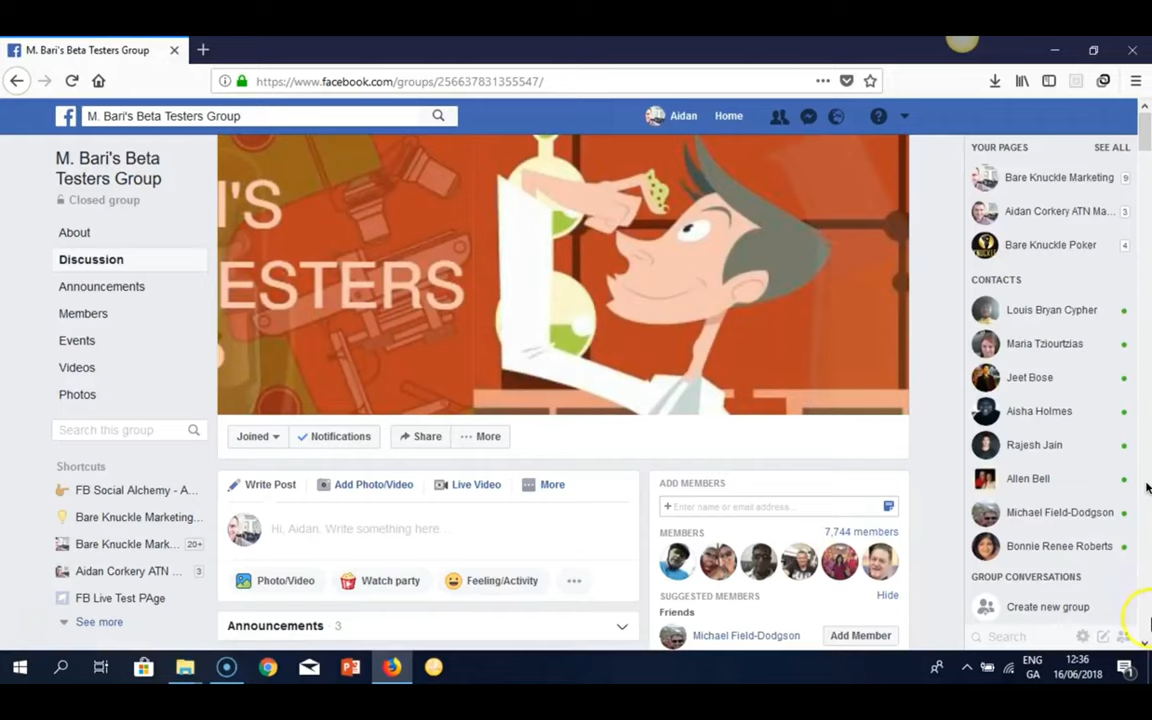 M. Bari's Beta Testers Group
https://www.facebook.com/groups/256637831355547/
M. Bari's Beta Testers Group
Aidan
Home
M. Bari's Beta
Testers Group
Closed group
About
Discussion
Announcements
Members
Events
Videos
Photos
Search this group
Shortcuts
FB Social Alchemy - A...
Bare Knuckle Marketing...
Bare Knuckle Mark... 20+
Aidan Corkery ATN ... 3
FB Live Test PAge
See more
I'S
ESTERS
Joined
Notifications
Share
More
Write Post
Add Photo/Video
Live Video
More
Hi, Aidan. Write something here...
Photo/Video
Watch party
Feeling/Activity
Announcements 3
ADD MEMBERS
Enter name or email address...
MEMBERS
7,744 members
SUGGESTED MEMBERS
Hide
Friends
Michael Field-Dodgson
Add Member
YOUR PAGES
SEE ALL
Bare Knuckle Marketing 9
Aidan Corkery ATN Ma... 3
Bare Knuckle Poker 4
CONTACTS
Louis Bryan Cypher
Maria Tziourtzias
Jeet Bose
Aisha Holmes
Rajesh Jain
Allen Bell
Michael Field-Dodgson
Bonnie Renee Roberts
GROUP CONVERSATIONS
Create new group
Search
ENG
GA
12:36
16/06/2018
1